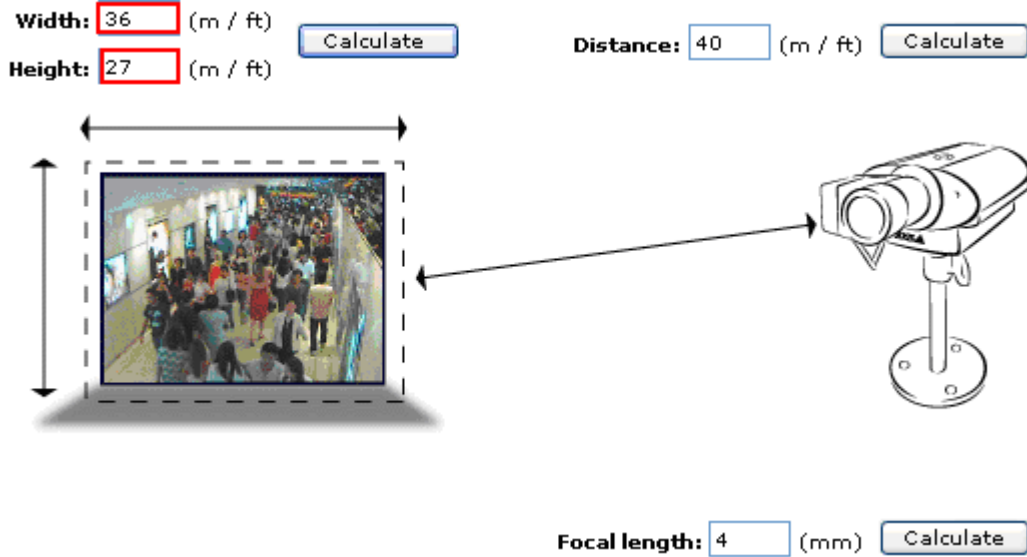 Width: 36 (m / ft)
Calculate
Height: 27 (m / ft)
Distance: 40 (m / ft) Calculate
Focal length: 4 (mm) Calculate